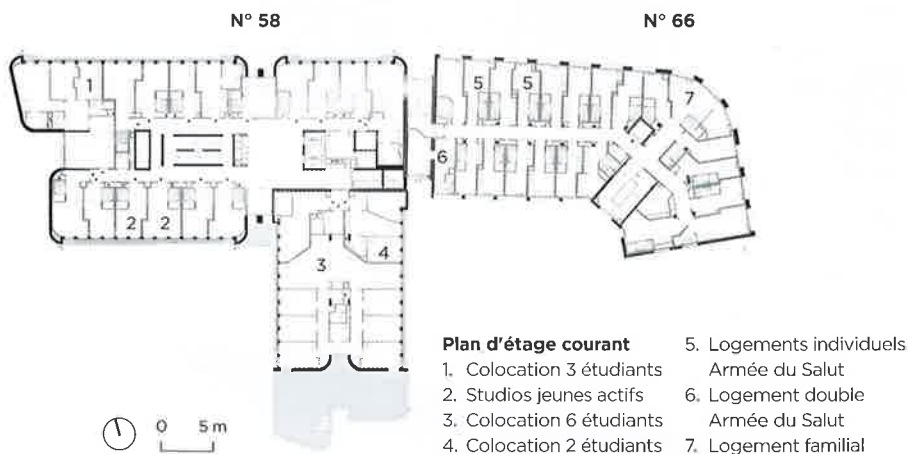 N° 58
N° 66
1
5
5
7
6
2
2
3
4
0 5 m
Plan d'étage courant
1. Colocation 3 étudiants
2. Studios jeunes actifs
3. Colocation 6 étudiants
4. Colocation 2 étudiants
5. Logements individuels
Armée du Salut
6. Logement double
Armée du Salut
7. Logement familial